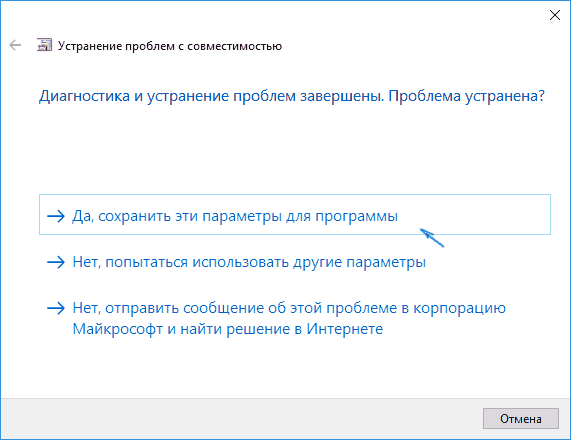 Устранение проблем с совместимостью
Диагностика и устранение проблем завершены. Проблема устранена?
Да, сохранить эти параметры для программы
Нет, попытаться использовать другие параметры
Нет, отправить сообщение об этой проблеме в корпорацию
Майкрософт и найти решение в Интернете
Отмена